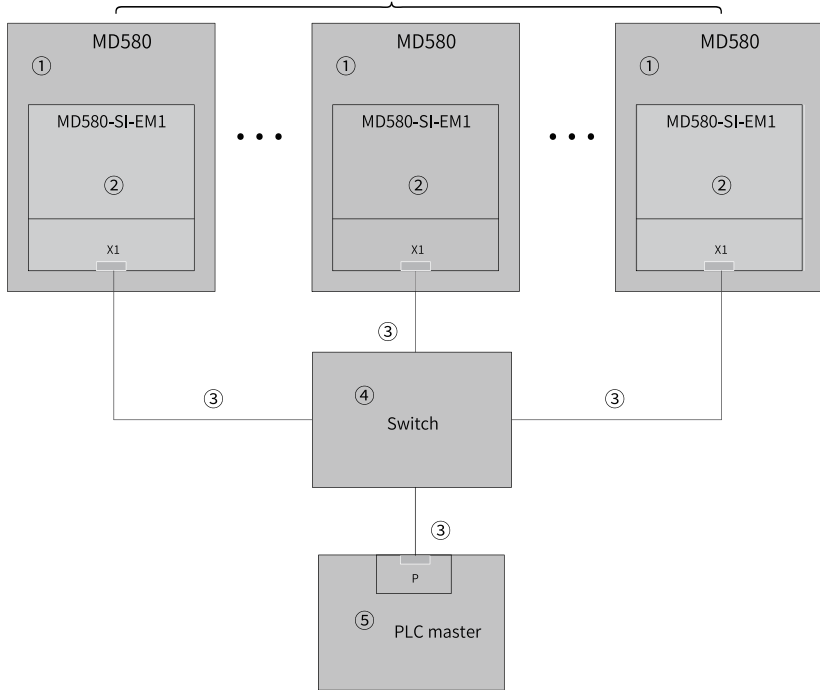 MD580 MD580 MD580
① ① ①
MD580-SI-EM1 MD580-SI-EM1 MD580-SI-EM1
② ② ②
X1 X1 X1
③
④
③ ③
Switch
③
P
⑤
PLC master